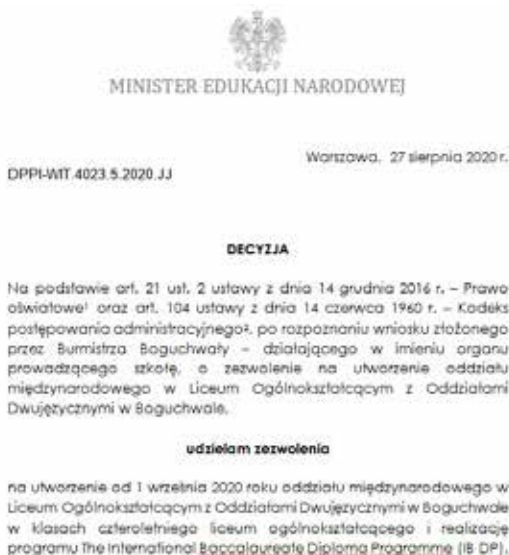 MINISTER EDUKACJI NARODOWEJ
Warszawa, 27 sierpnia 2020 r.
DPPI-WIT.4023.5.2020.JJ
DECYZJA
Na podstawie art. 21 ust. 2 ustawy z dnia 14 grudnia 2016 r. – Prawo
oświatowe¹ oraz art. 104 ustawy z dnia 14 czerwca 1960 r. – Kodeks
postępowania administracyjnego², po rozpoznaniu wniosku złożonego
przez Burmistrza Boguchwały – działającego w imieniu organu
prowadzącego szkołę, o zezwolenie na utworzenie oddziału
międzynarodowego w Liceum Ogólnokształcącym z Oddziałami
Dwujęzycznymi w Boguchwale,
udzielam zezwolenia
na utworzenie od 1 września 2020 roku oddziału międzynarodowego w
Liceum Ogólnokształcącym z Oddziałami Dwujęzycznymi w Boguchwale
w klasach czteroletniego liceum ogólnokształcącego i realizację
programu The International Baccalaureate Diploma Programme (IB DP).